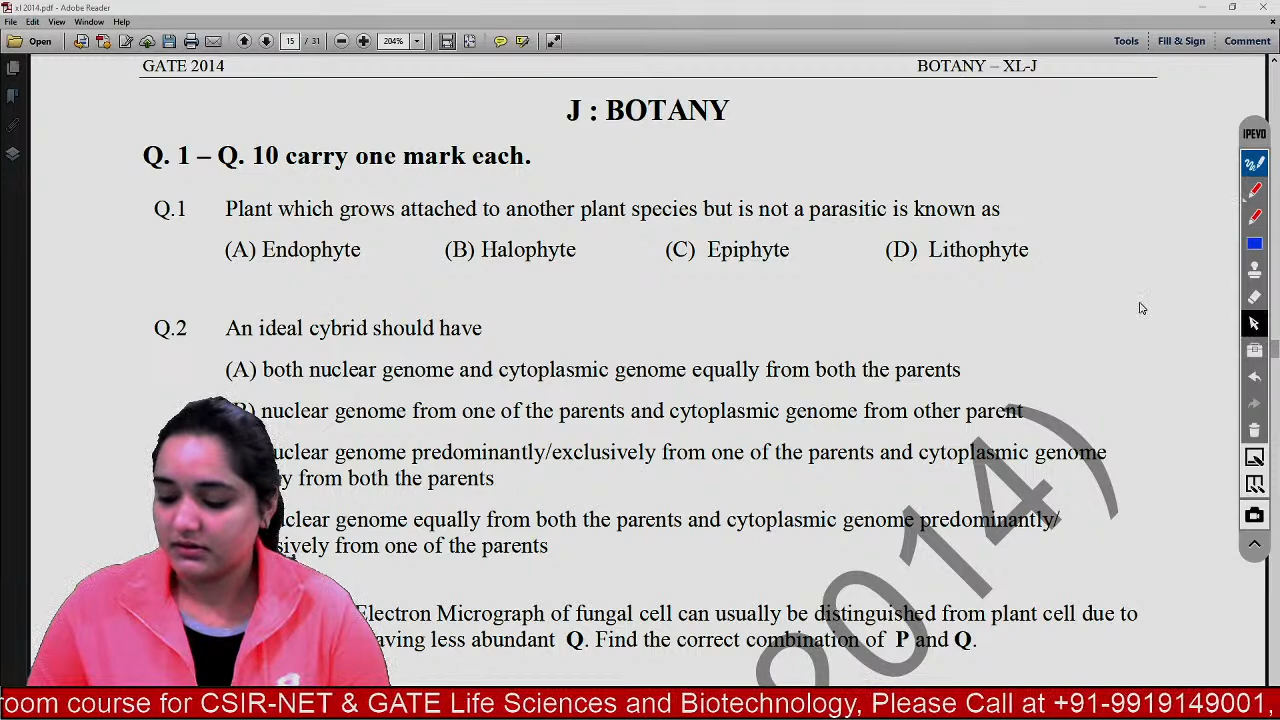 xl 2014.pdf - Adobe Reader
File Edit View Window Help
Open 15 / 31 204% Tools Fill & Sign Comment
GATE 2014 BOTANY – XL-J
J : BOTANY
Q. 1 – Q. 10 carry one mark each.
Q.1 Plant which grows attached to another plant species but is not a parasitic is known as
(A) Endophyte (B) Halophyte (C) Epiphyte (D) Lithophyte
Q.2 An ideal cybrid should have
(A) both nuclear genome and cytoplasmic genome equally from both the parents
nuclear genome from one of the parents and cytoplasmic genome from other parent
genome predominantly/exclusively from one of the parents and cytoplasmic genome
from both the parents
genome equally from both the parents and cytoplasmic genome predominantly/
from one of the parents
Electron Micrograph of fungal cell can usually be distinguished from plant cell due to
less abundant Q. Find the correct combination of P and Q.
2014)
IPEVO
room course for CSIR-NET & GATE Life Sciences and Biotechnology, Please Call at +91-9919149001,